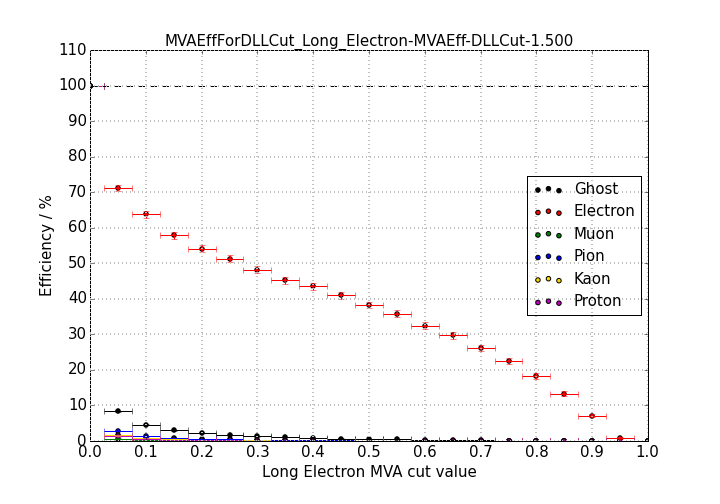 MVAEffForDLLCut_Long_Electron-MVAEff-DLLCut-1.500
110
100
90
80
70
60
50
40
30
20
10
0
Efficiency / %
Ghost
Electron
Muon
Pion
Kaon
Proton
0.0 0.1 0.2 0.3 0.4 0.5 0.6 0.7 0.8 0.9 1.0
Long Electron MVA cut value